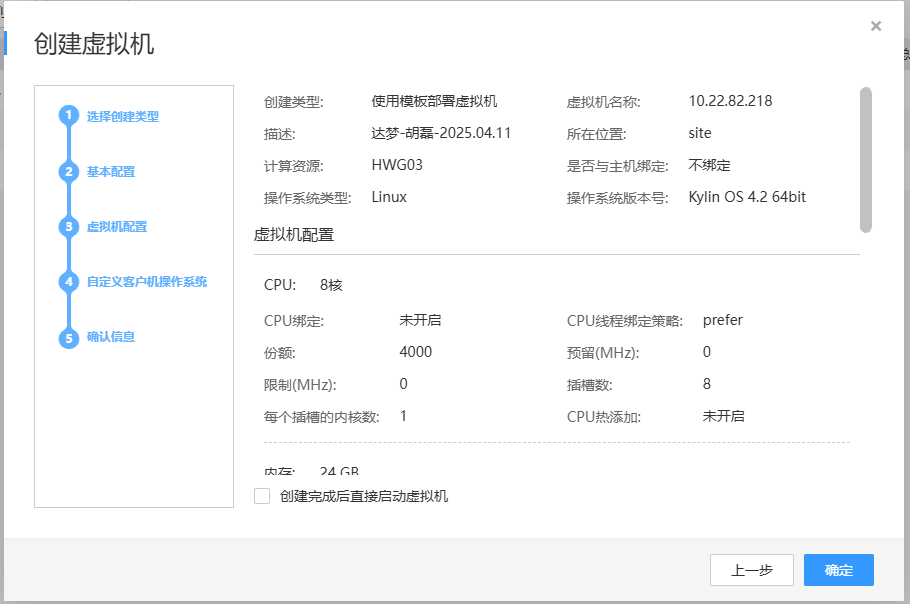 创建虚拟机
1 选择创建类型
2 基本配置
3 虚拟机配置
4 自定义客户机操作系统
5 确认信息
创建类型: 使用模板部署虚拟机 虚拟机名称: 10.22.82.218
描述: 达梦-胡磊-2025.04.11 所在位置: site
计算资源: HWG03 是否与主机绑定: 不绑定
操作系统类型: Linux 操作系统版本号: Kylin OS 4.2 64bit
虚拟机配置
CPU: 8核
CPU绑定: 未开启 CPU线程绑定策略: prefer
份额: 4000 预留(MHz): 0
限制(MHz): 0 插槽数: 8
每个插槽的内核数: 1 CPU热添加: 未开启
内存: 24 GB
创建完成后直接启动虚拟机
上一步 确定